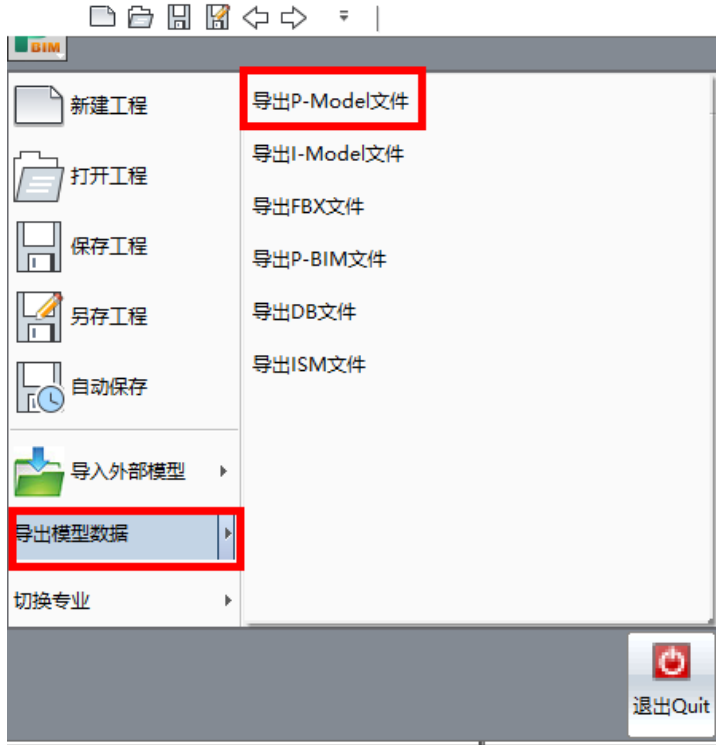 BIM
新建工程
打开工程
保存工程
另存工程
自动保存
导入外部模型
导出模型数据
切换专业
导出P-Model文件
导出I-Model文件
导出FBX文件
导出P-BIM文件
导出DB文件
导出ISM文件
退出Quit